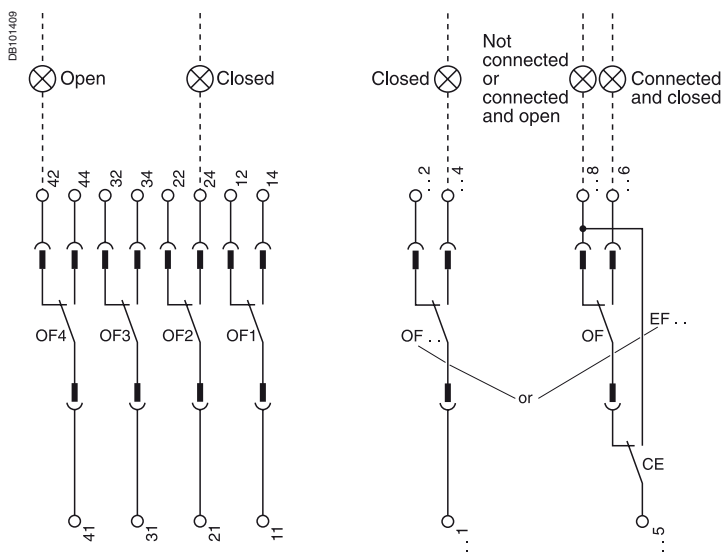 DB101409
Open
Closed
Closed
Not
connected
or
connected
and open
Connected
and closed
42
44
32
34
22
24
12
14
. . 2
. . 4
. . 8
. . 6
OF4
OF3
OF2
OF1
OF . .
OF
EF . .
or
CE
41
31
21
11
. . 1
. . 5